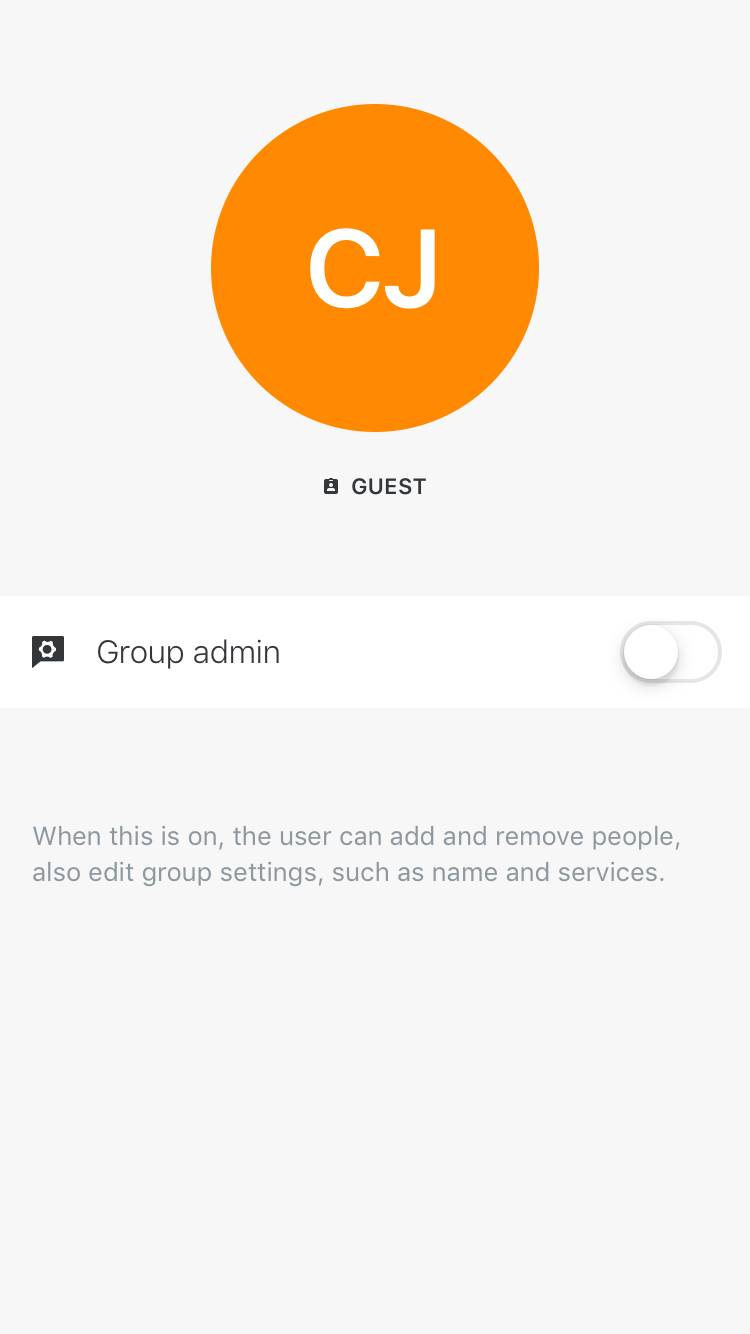 CJ
GUEST
Group admin
When this is on, the user can add and remove people,
also edit group settings, such as name and services.